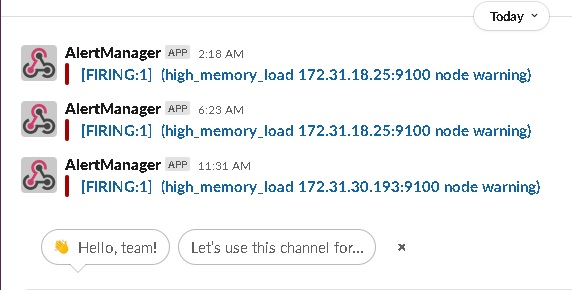 Today
AlertManager APP 2:18 AM
[FIRING:1] (high_memory_load 172.31.18.25:9100 node warning)
AlertManager APP 6:23 AM
[FIRING:1] (high_memory_load 172.31.18.25:9100 node warning)
AlertManager APP 11:31 AM
[FIRING:1] (high_memory_load 172.31.30.193:9100 node warning)
👋 Hello, team! Let's use this channel for... ×